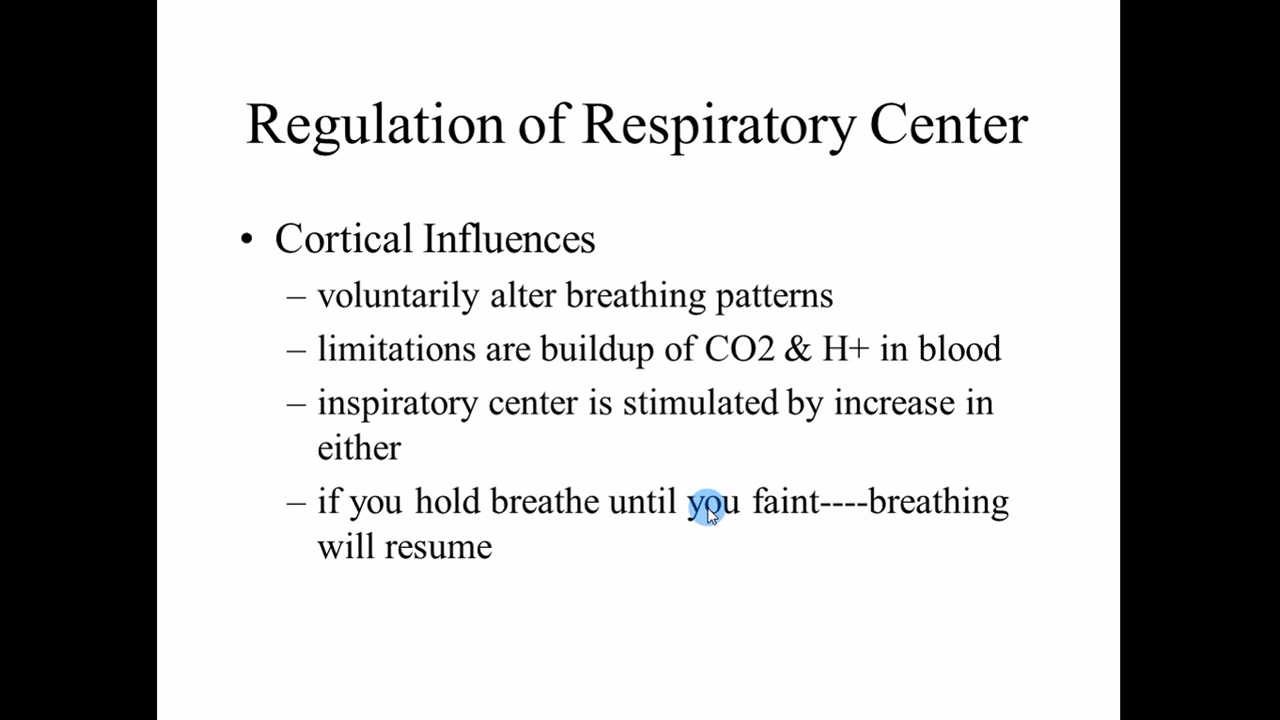 Regulation of Respiratory Center
• Cortical Influences
– voluntarily alter breathing patterns
– limitations are buildup of CO2 & H+ in blood
– inspiratory center is stimulated by increase in
either
– if you hold breathe until you faint----breathing
will resume